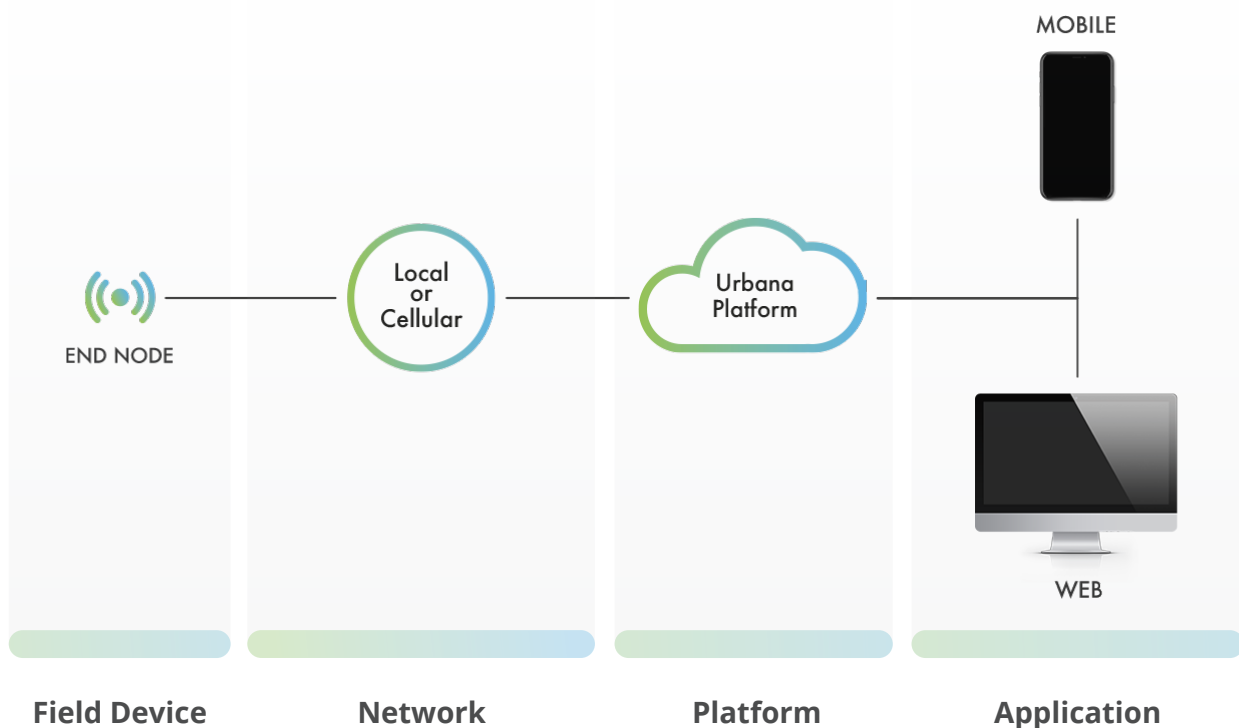 MOBILE
END NODE
Local
or
Cellular
Urbana
Platform
WEB
Field Device
Network
Platform
Application